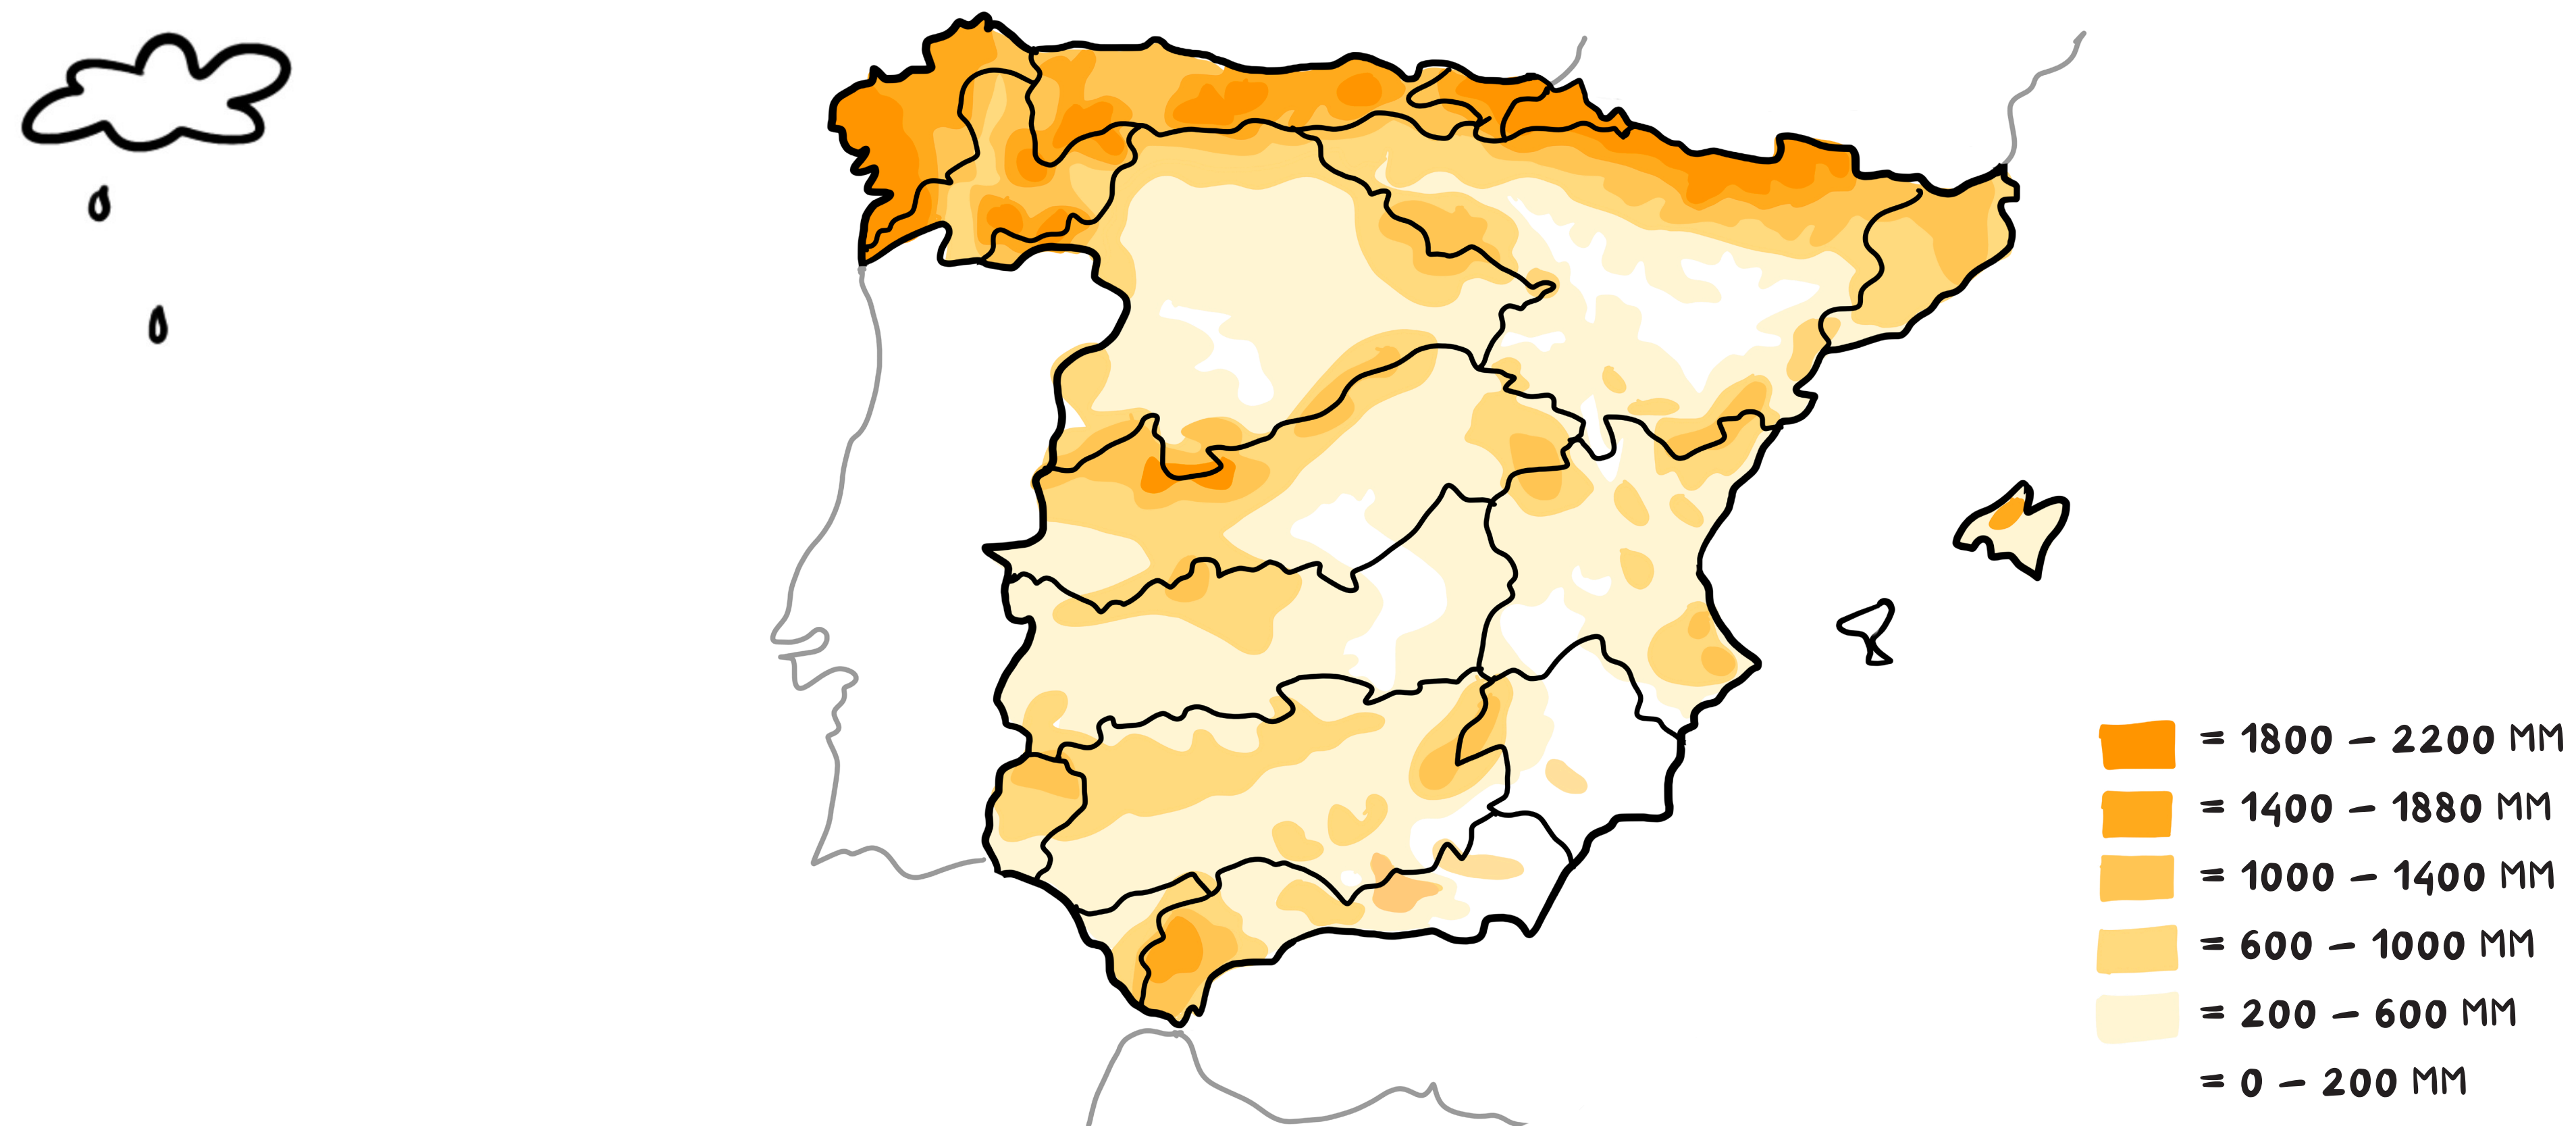 = 1800 – 2200 MM
= 1400 – 1880 MM
= 1000 – 1400 MM
= 600 – 1000 MM
= 200 – 600 MM
= 0 – 200 MM